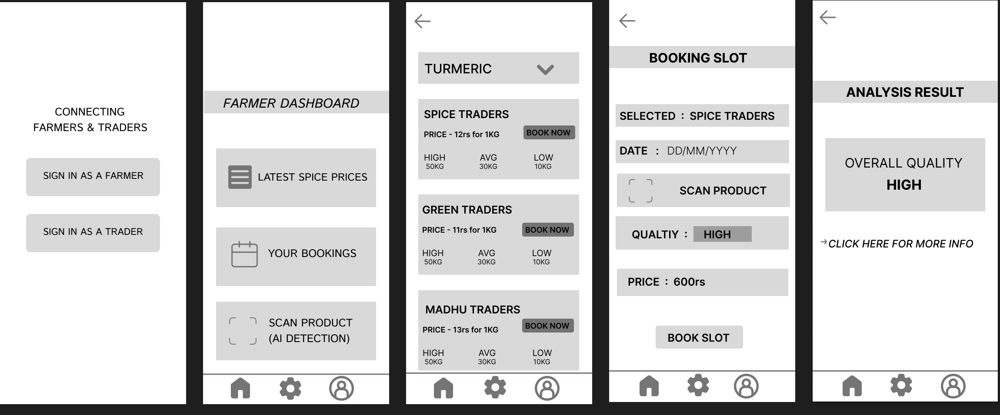 CONNECTING
FARMERS & TRADERS
SIGN IN AS A FARMER
SIGN IN AS A TRADER
FARMER DASHBOARD
LATEST SPICE PRICES
YOUR BOOKINGS
SCAN PRODUCT
(AI DETECTION)
TURMERIC
SPICE TRADERS
PRICE - 12rs for 1KG
BOOK NOW
HIGH AVG LOW
50KG 30KG 10KG
GREEN TRADERS
PRICE - 11rs for 1KG
BOOK NOW
HIGH AVG LOW
50KG 30KG 10KG
MADHU TRADERS
PRICE - 13rs for 1KG
BOOK NOW
HIGH AVG LOW
50KG 30KG 10KG
BOOKING SLOT
SELECTED : SPICE TRADERS
DATE : DD/MM/YYYY
SCAN PRODUCT
QUALTIY : HIGH
PRICE : 600rs
BOOK SLOT
ANALYSIS RESULT
OVERALL QUALITY
HIGH
CLICK HERE FOR MORE INFO